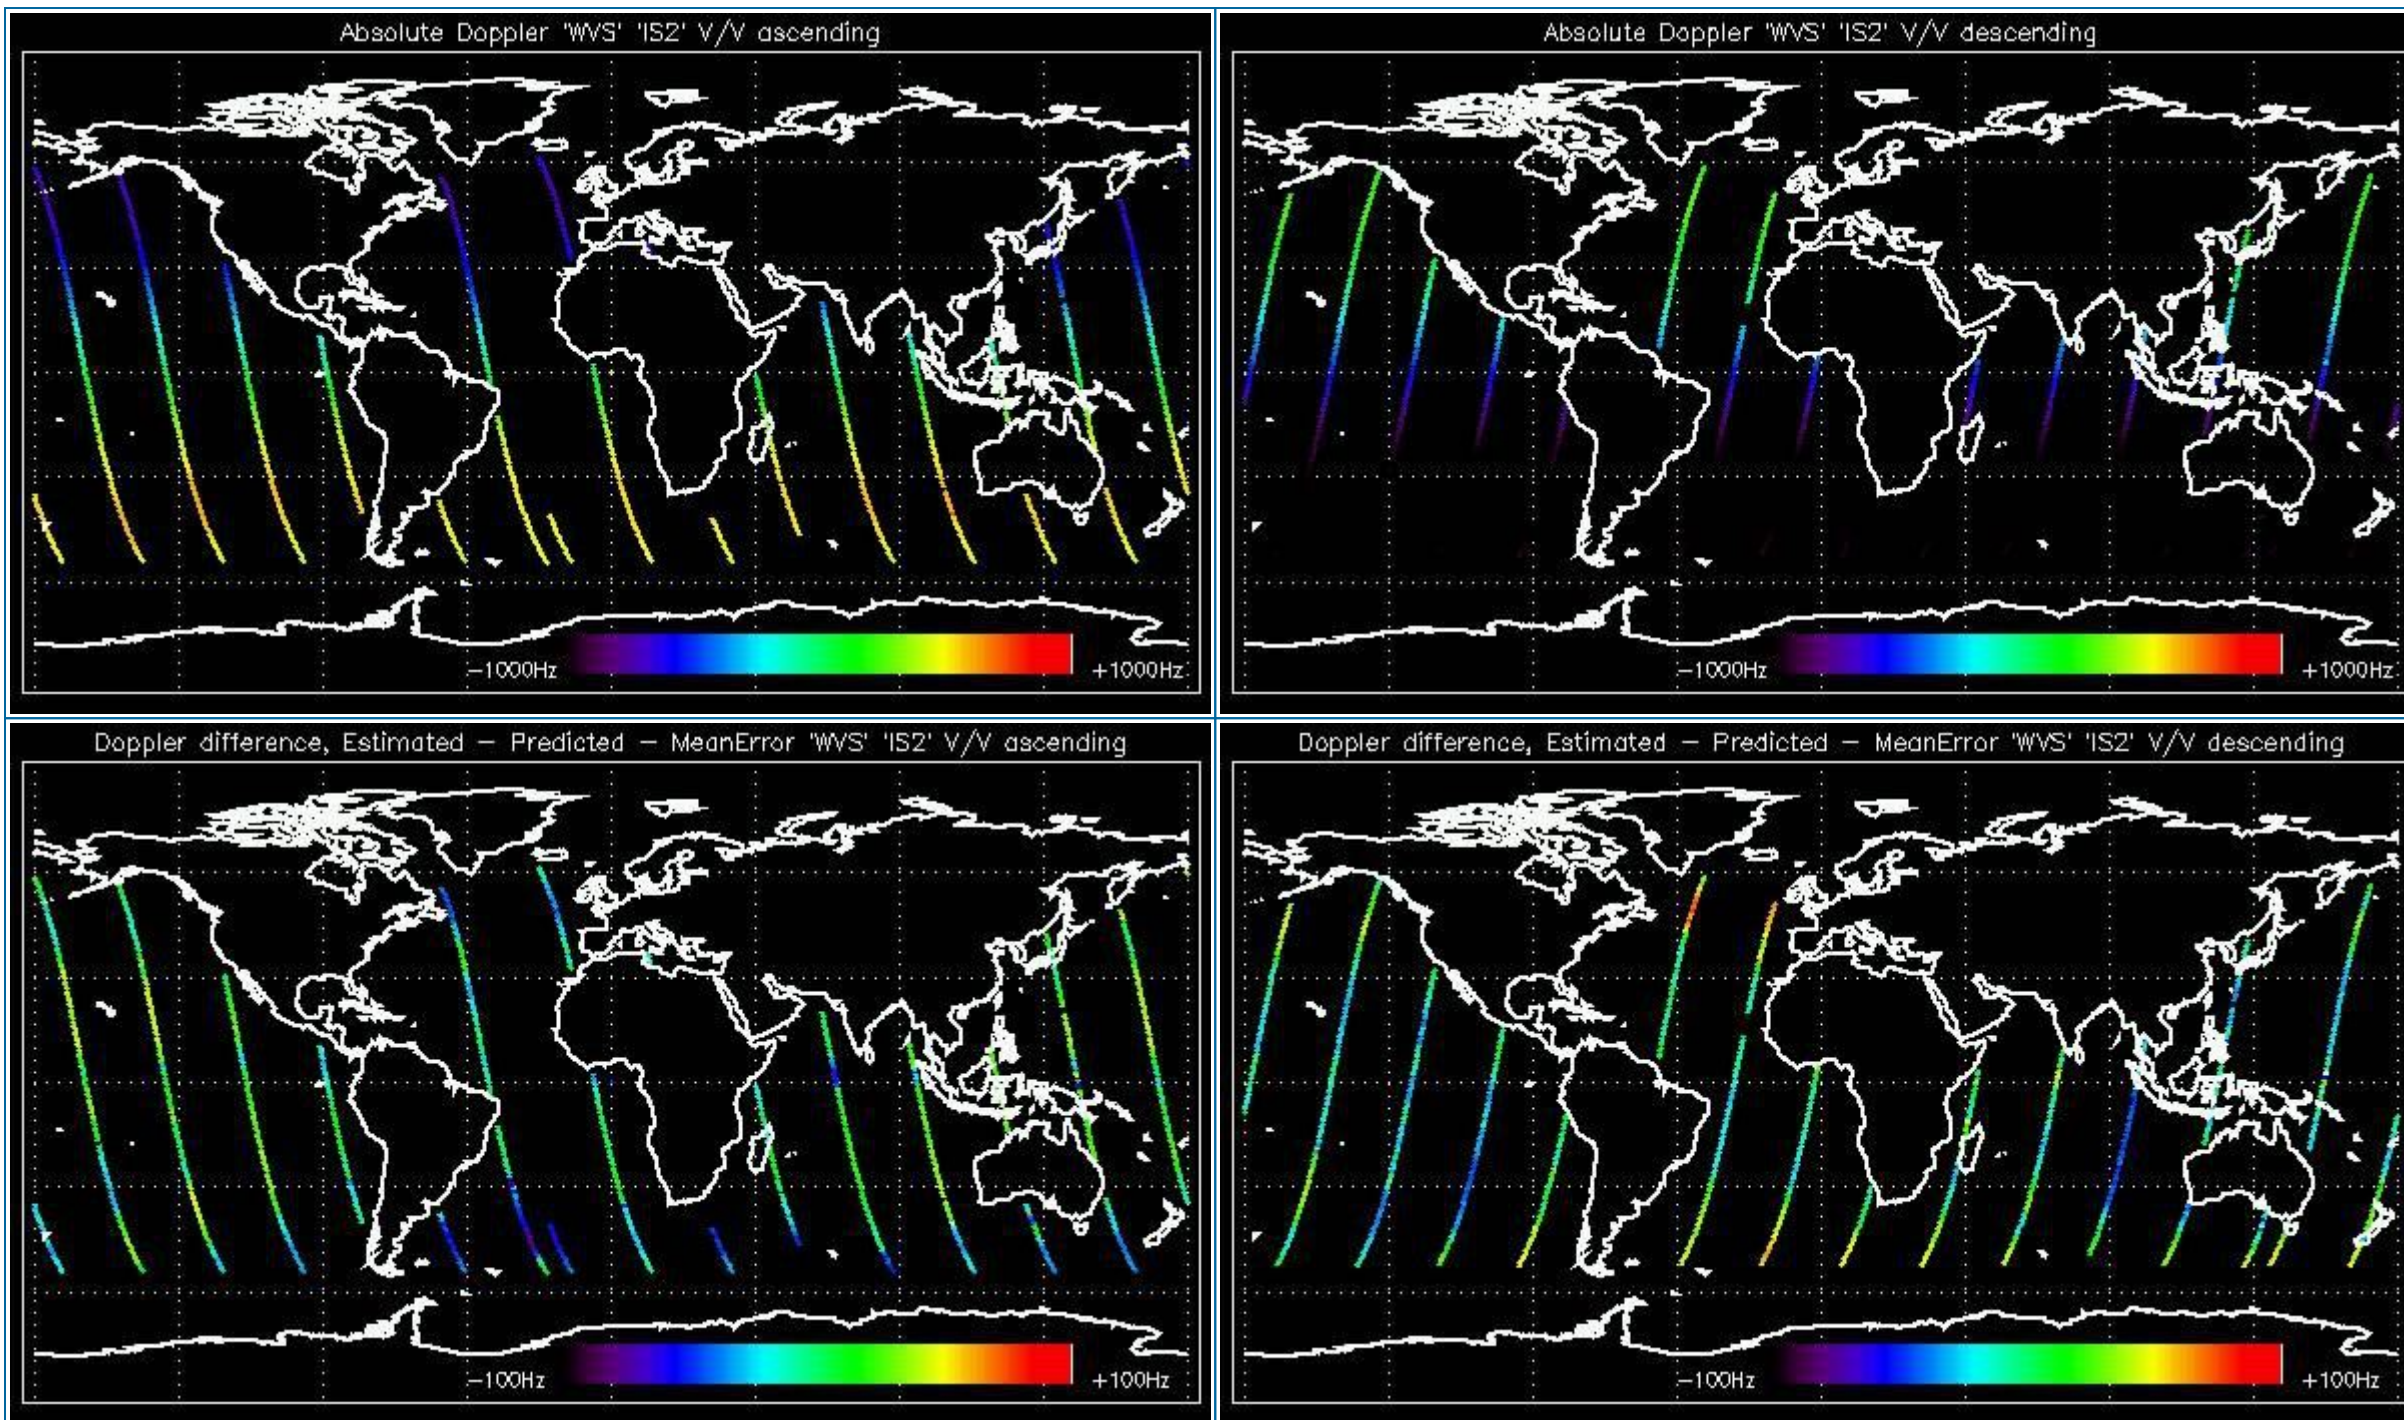 Absolute Doppler 'WVS' 'IS2' V/V ascending
−1000Hz
+1000Hz
Absolute Doppler 'WVS' 'IS2' V/V descending
−1000Hz
+1000Hz
Doppler difference, Estimated − Predicted − MeanError 'WVS' 'IS2' V/V ascending
−100Hz
+100Hz
Doppler difference, Estimated − Predicted − MeanError 'WVS' 'IS2' V/V descending
−100Hz
+100Hz